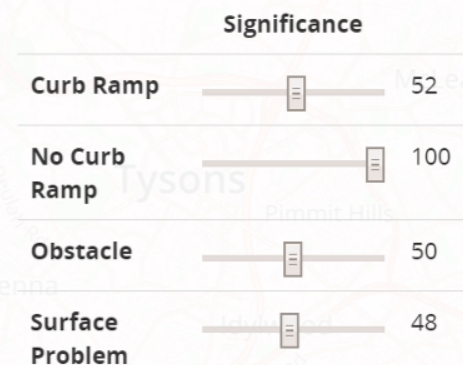 Significance
Curb Ramp 52
No Curb 100
Ramp
Tysons
Pimmit Hills
Obstacle 50
Surface 48
Problem